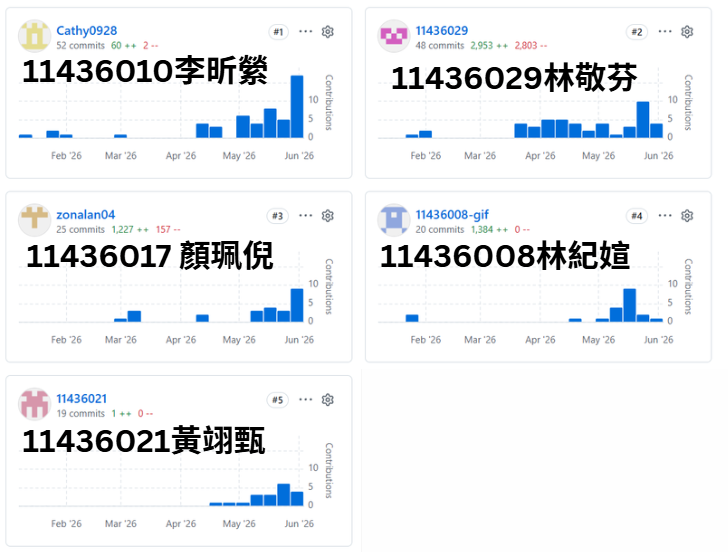 Cathy0928 #1
52 commits 60 ++ 2 --
11436010李昕縈
Contributions
10
5
0
Feb '26 Mar '26 Apr '26 May '26 Jun '26
11436029 #2
48 commits 2,953 ++ 2,803 --
11436029林敬芬
Contributions
10
5
0
Feb '26 Mar '26 Apr '26 May '26 Jun '26
zonalan04 #3
25 commits 1,227 ++ 157 --
11436017 顏珮倪
Contributions
10
5
0
Feb '26 Mar '26 Apr '26 May '26 Jun '26
11436008-gif #4
20 commits 1,384 ++ 0 --
11436008林紀媗
Contributions
10
5
0
Feb '26 Mar '26 Apr '26 May '26 Jun '26
11436021 #5
19 commits 1 ++ 0 --
11436021黃翊甄
Contributions
10
5
0
Feb '26 Mar '26 Apr '26 May '26 Jun '26